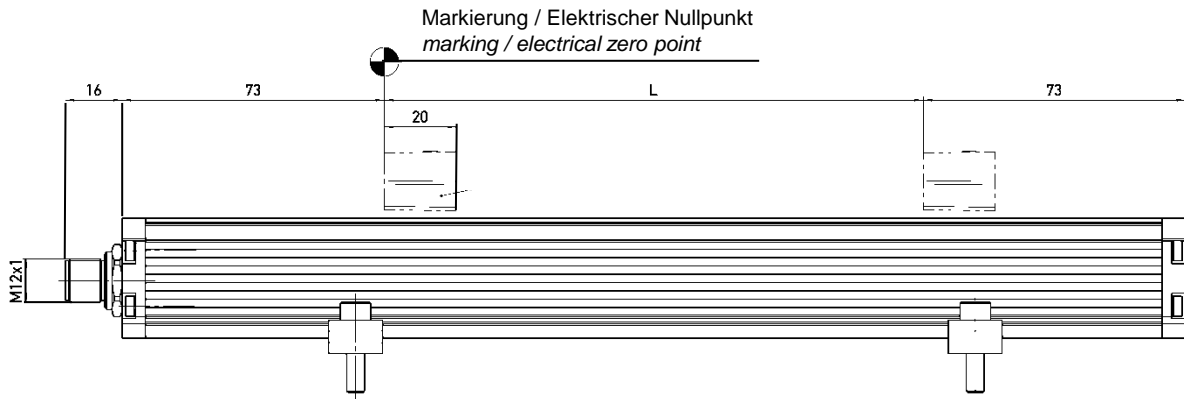 Markierung / Elektrischer Nullpunkt
marking / electrical zero point
16
73
L
73
20
M12x1